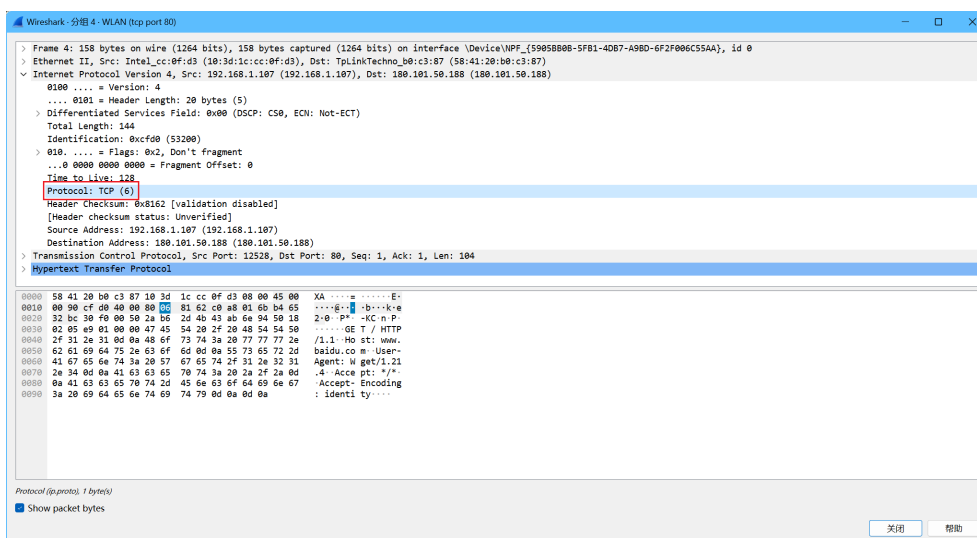 Wireshark · 分组 4 · WLAN (tcp port 80)
> Frame 4: 158 bytes on wire (1264 bits), 158 bytes captured (1264 bits) on interface \Device\NPF_{5905BB0B-5FB1-4DB7-A9BD-6F2F006C55AA}, id 0
> Ethernet II, Src: Intel_cc:0f:d3 (10:3d:1c:cc:0f:d3), Dst: TpLinkTechno_b0:c3:87 (58:41:20:b0:c3:87)
Internet Protocol Version 4, Src: 192.168.1.107 (192.168.1.107), Dst: 180.101.50.188 (180.101.50.188)
0100 .... = Version: 4
.... 0101 = Header Length: 20 bytes (5)
> Differentiated Services Field: 0x00 (DSCP: CS0, ECN: Not-ECT)
Total Length: 144
Identification: 0xcfd0 (53200)
> 010. .... = Flags: 0x2, Don't fragment
...0 0000 0000 0000 = Fragment Offset: 0
Time to Live: 128
Protocol: TCP (6)
Header Checksum: 0x8162 [validation disabled]
[Header checksum status: Unverified]
Source Address: 192.168.1.107 (192.168.1.107)
Destination Address: 180.101.50.188 (180.101.50.188)
> Transmission Control Protocol, Src Port: 12528, Dst Port: 80, Seq: 1, Ack: 1, Len: 104
> Hypertext Transfer Protocol
0000 58 41 20 b0 c3 87 10 3d 1c cc 0f d3 08 00 45 00 XA ····= ······E·
0010 00 90 cf d0 40 00 80 06 81 62 c0 a8 01 6b b4 65 ····@··· ·b···k·e
0020 32 bc 30 f0 00 50 2a b6 2d 4b 43 ab 6e 94 50 18 2·0··P*· -KC·n·P·
0030 02 05 e9 01 00 00 47 45 54 20 2f 20 48 54 54 50 ······GE T / HTTP
0040 2f 31 2e 31 0d 0a 48 6f 73 74 3a 20 77 77 77 2e /1.1··Ho st: www.
0050 62 61 69 64 75 2e 63 6f 6d 0d 0a 55 73 65 72 2d baidu.co m··User-
0060 41 67 65 6e 74 3a 20 57 67 65 74 2f 31 2e 32 31 Agent: W get/1.21
0070 2e 34 0d 0a 41 63 63 65 70 74 3a 20 2a 2f 2a 0d .4··Acce pt: */*·
0080 0a 41 63 63 65 70 74 2d 45 6e 63 6f 64 69 6e 67 ·Accept- Encoding
0090 3a 20 69 64 65 6e 74 69 74 79 0d 0a 0d 0a : identi ty····
Protocol (ip.proto), 1 byte(s)
Show packet bytes
关闭 帮助